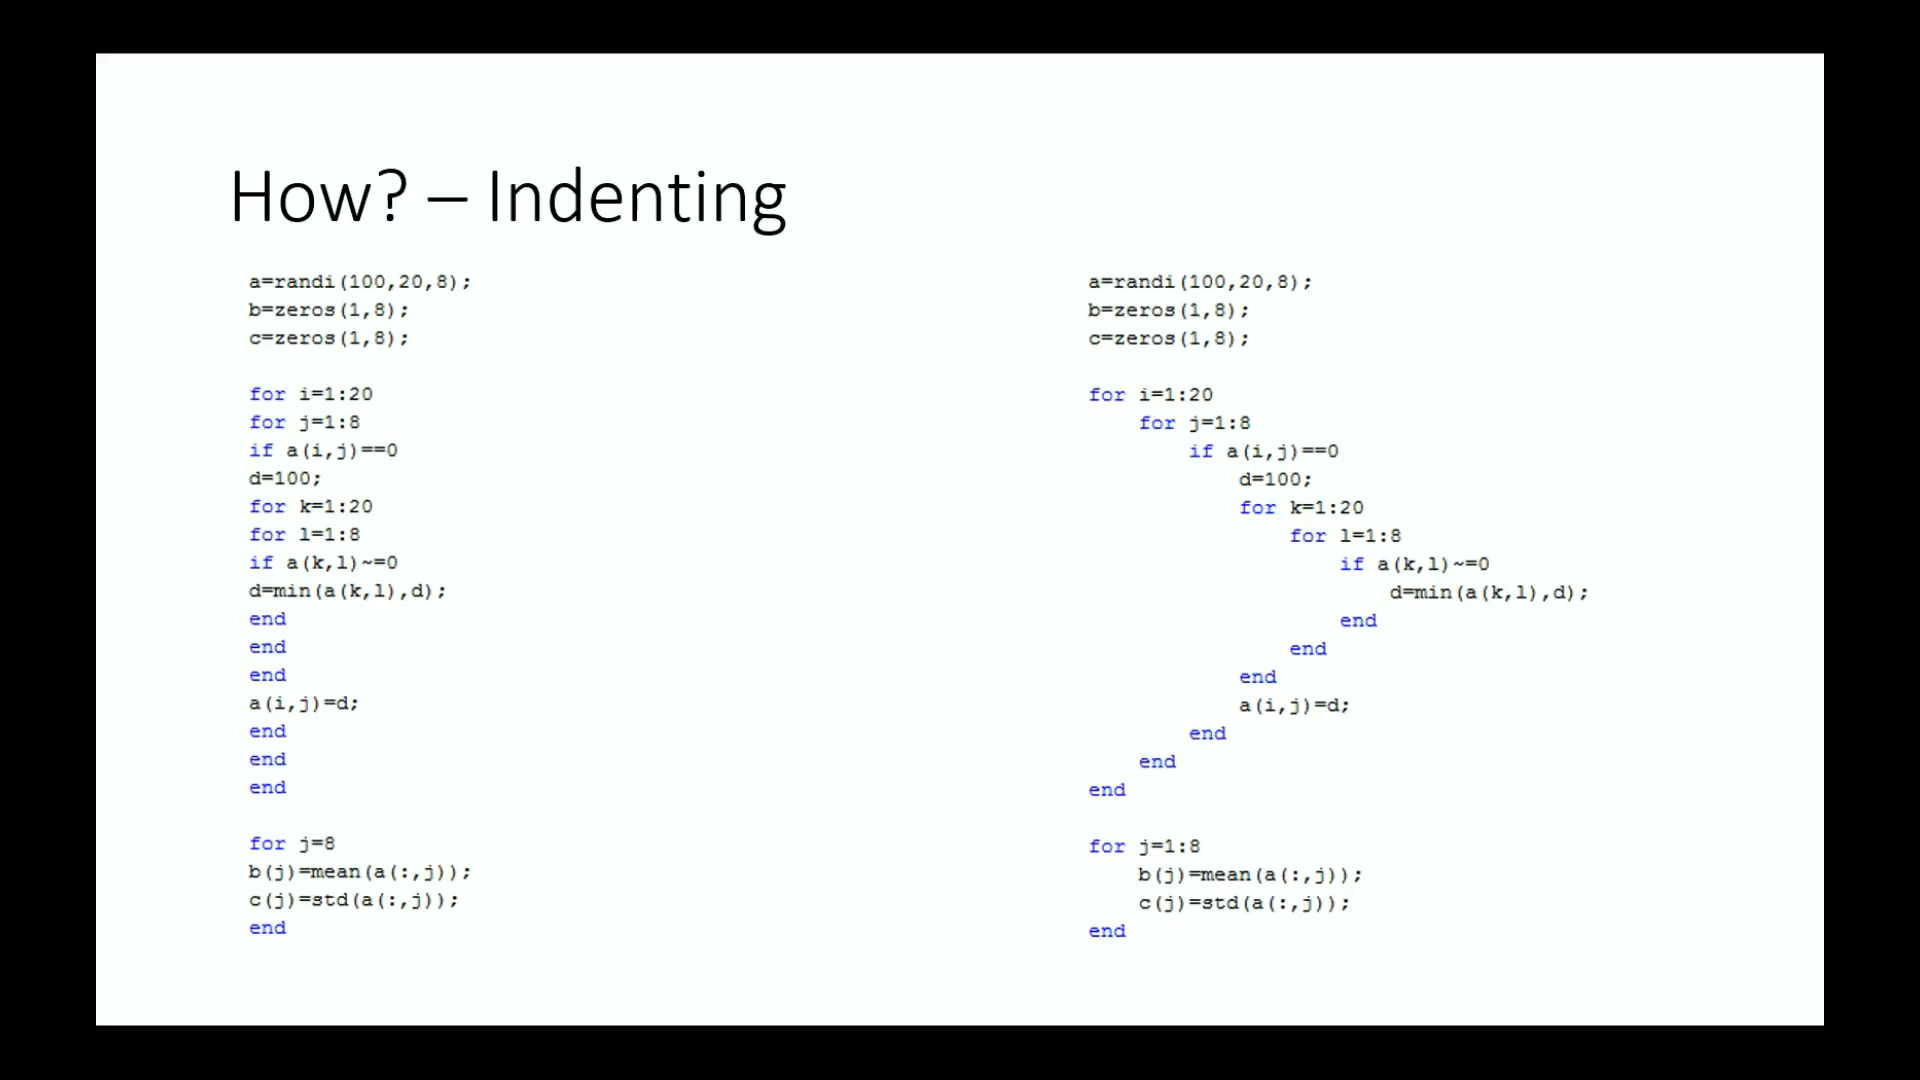 How? – Indenting
a=randi(100,20,8);
b=zeros(1,8);
c=zeros(1,8);
for i=1:20
for j=1:8
if a(i,j)==0
d=100;
for k=1:20
for l=1:8
if a(k,l)~=0
d=min(a(k,l),d);
end
end
end
a(i,j)=d;
end
end
end
for j=8
b(j)=mean(a(:,j));
c(j)=std(a(:,j));
end
a=randi(100,20,8);
b=zeros(1,8);
c=zeros(1,8);
for i=1:20
    for j=1:8
        if a(i,j)==0
            d=100;
            for k=1:20
                for l=1:8
                    if a(k,l)~=0
                        d=min(a(k,l),d);
                    end
                end
            end
            a(i,j)=d;
        end
    end
end
for j=1:8
    b(j)=mean(a(:,j));
    c(j)=std(a(:,j));
end